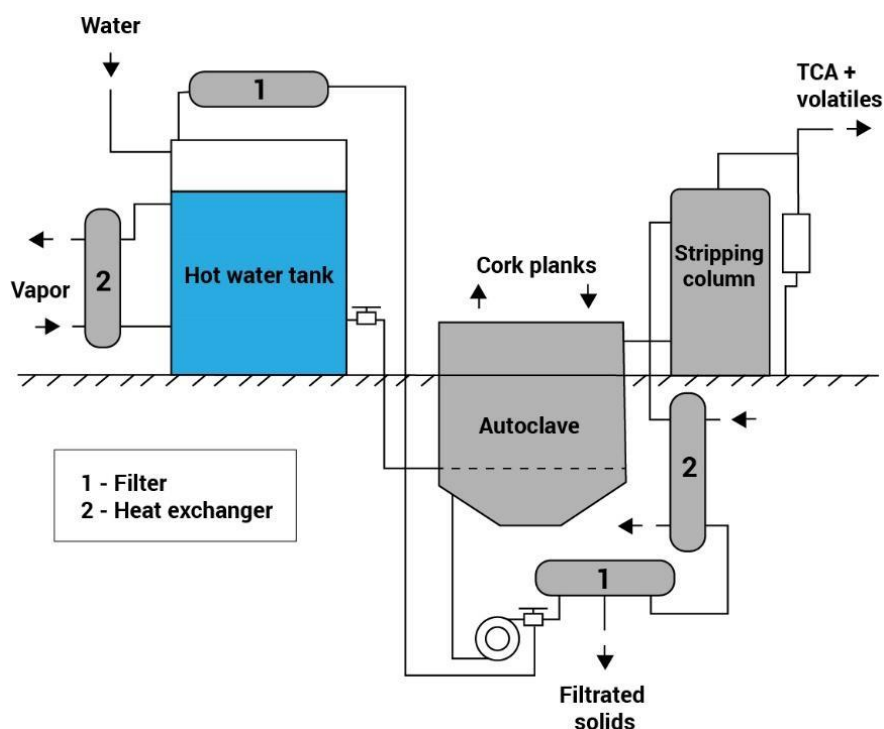 Water
1
TCA +
volatiles
Hot water tank
2
Vapor
Cork planks
Stripping
column
Autoclave
2
1 - Filter
2 - Heat exchanger
1
Filtrated
solids